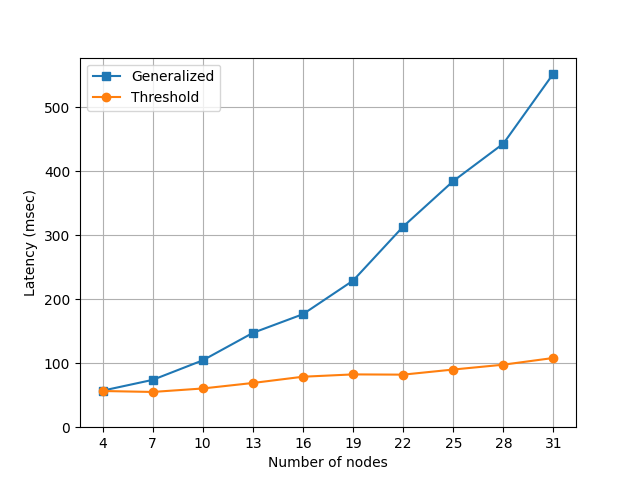 Generalized
Threshold
500
400
300
200
100
0
Latency (msec)
4 7 10 13 16 19 22 25 28 31
Number of nodes